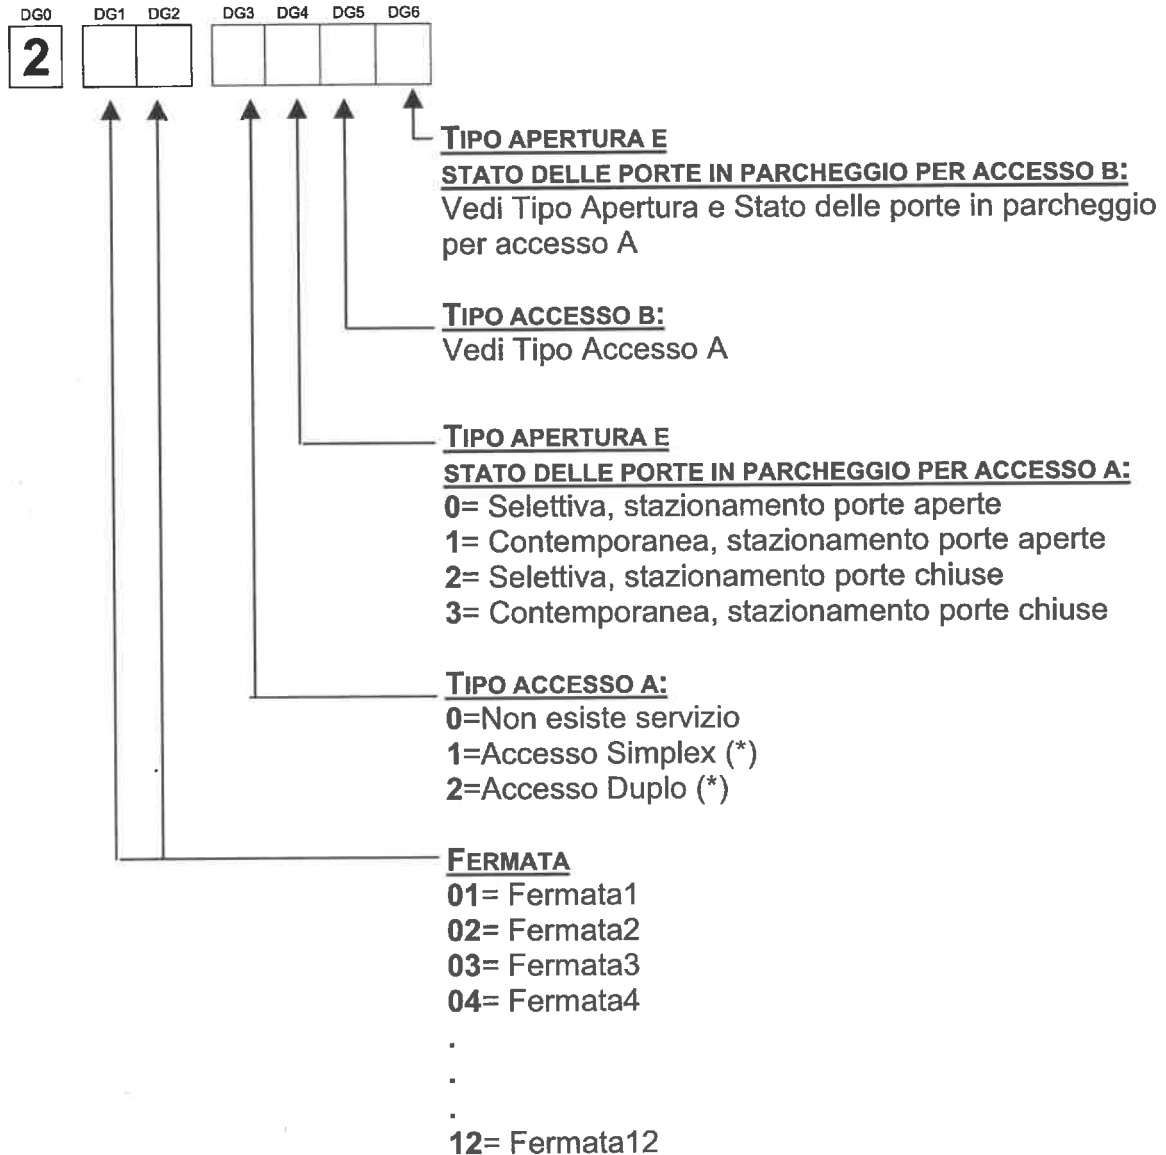 DG0 DG1 DG2 DG3 DG4 DG5 DG6
2
TIPO APERTURA E
STATO DELLE PORTE IN PARCHEGGIO PER ACCESSO B:
Vedi Tipo Apertura e Stato delle porte in parcheggio
per accesso A
TIPO ACCESSO B:
Vedi Tipo Accesso A
TIPO APERTURA E
STATO DELLE PORTE IN PARCHEGGIO PER ACCESSO A:
0= Selettiva, stazionamento porte aperte
1= Contemporanea, stazionamento porte aperte
2= Selettiva, stazionamento porte chiuse
3= Contemporanea, stazionamento porte chiuse
TIPO ACCESSO A:
0=Non esiste servizio
1=Accesso Simplex (*)
2=Accesso Duplo (*)
FERMATA
01= Fermata1
02= Fermata2
03= Fermata3
04= Fermata4
.
.
.
12= Fermata12